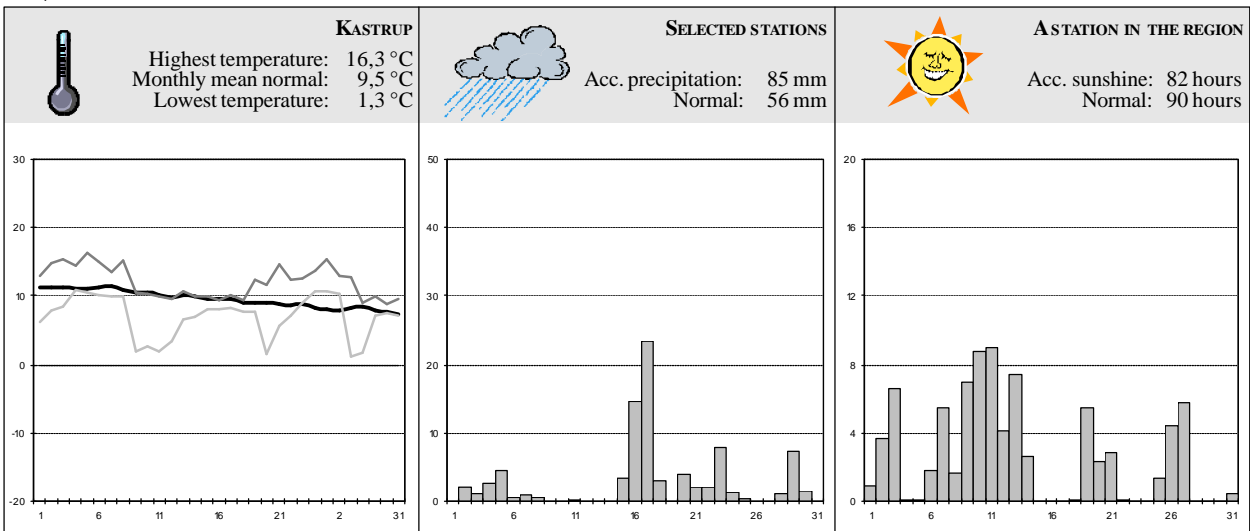 KASTRUP
Highest temperature: 16,3 °C
Monthly mean normal: 9,5 °C
Lowest temperature: 1,3 °C
SELECTED STATIONS
Acc. precipitation: 85 mm
Normal: 56 mm
A STATION IN THE REGION
Acc. sunshine: 82 hours
Normal: 90 hours
30
20
10
0
-10
-20
1 6 11 16 21 2 31
50
40
30
20
10
0
1 6 11 16 21 26 31
20
16
12
8
4
0
1 6 11 16 21 26 31